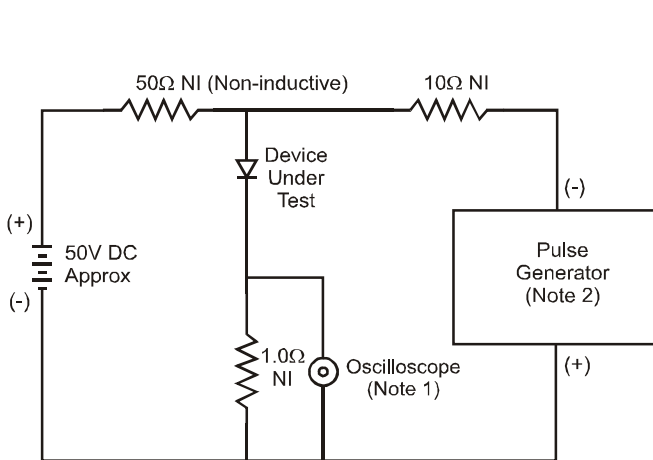 50Ω NI (Non-inductive)
10Ω NI
Device
Under
Test
(+)
50V DC
Approx
(-)
(-)
Pulse
Generator
(Note 2)
(+)
1.0Ω
NI
Oscilloscope
(Note 1)